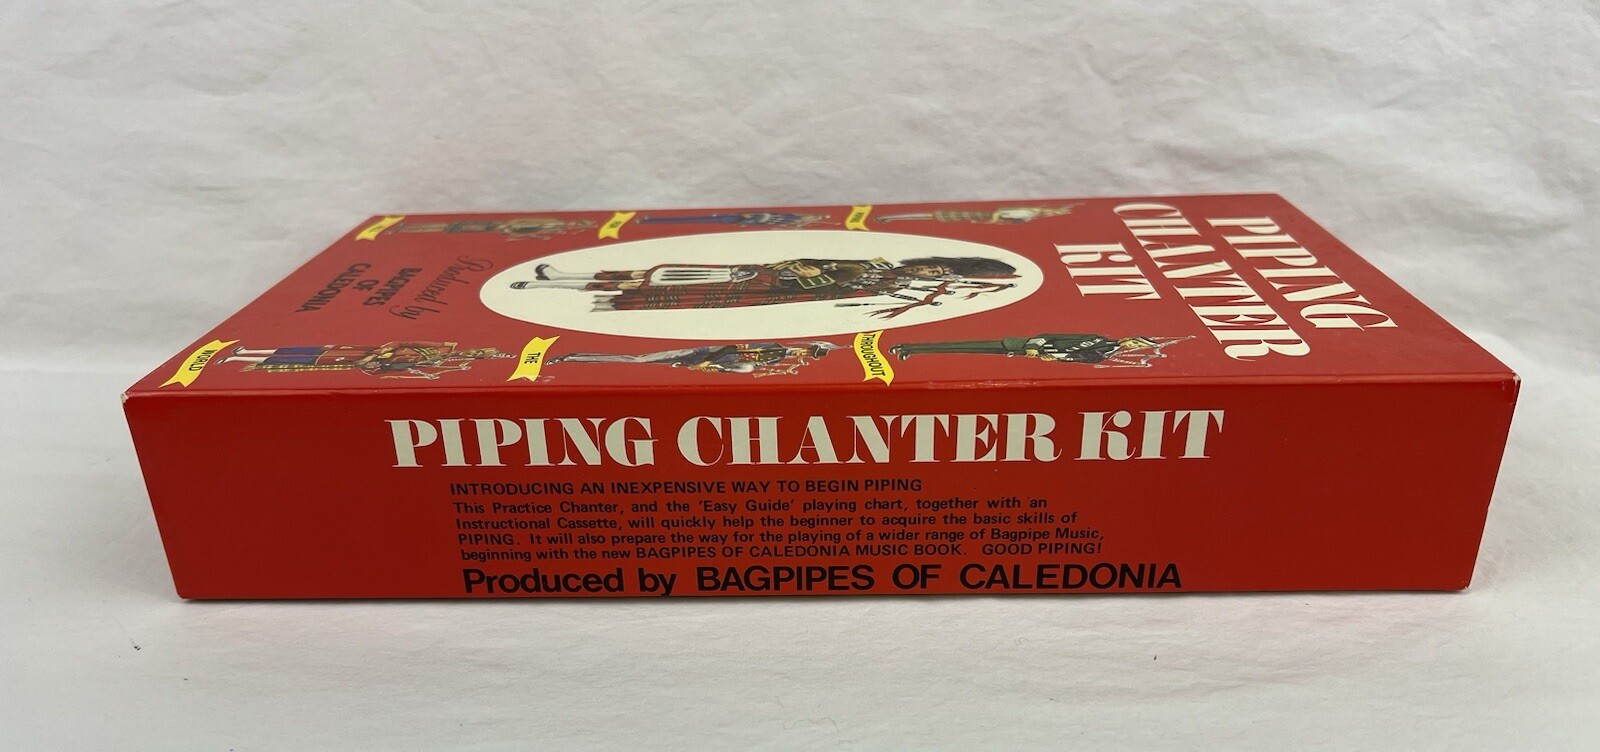 PIPING
CHANTER
KIT
THROUGHOUT
THE
WORLD
Produced by
BAGPIPES
OF
CALEDONIA
PIPING CHANTER KIT
INTRODUCING AN INEXPENSIVE WAY TO BEGIN PIPING
This Practice Chanter, and the ‘Easy Guide’ playing chart, together with an
Instructional Cassette, will quickly help the beginner to acquire the basic skills of
PIPING. It will also prepare the way for the playing of a wider range of Bagpipe Music,
beginning with the new BAGPIPES OF CALEDONIA MUSIC BOOK. GOOD PIPING!
Produced by BAGPIPES OF CALEDONIA